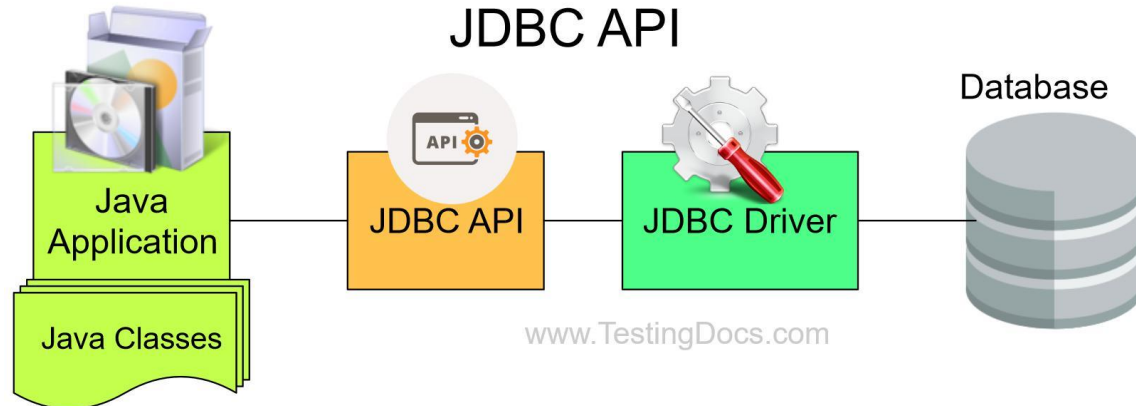 JDBC API
Database
API
Java
Application
JDBC API
JDBC Driver
Java Classes
www.TestingDocs.com